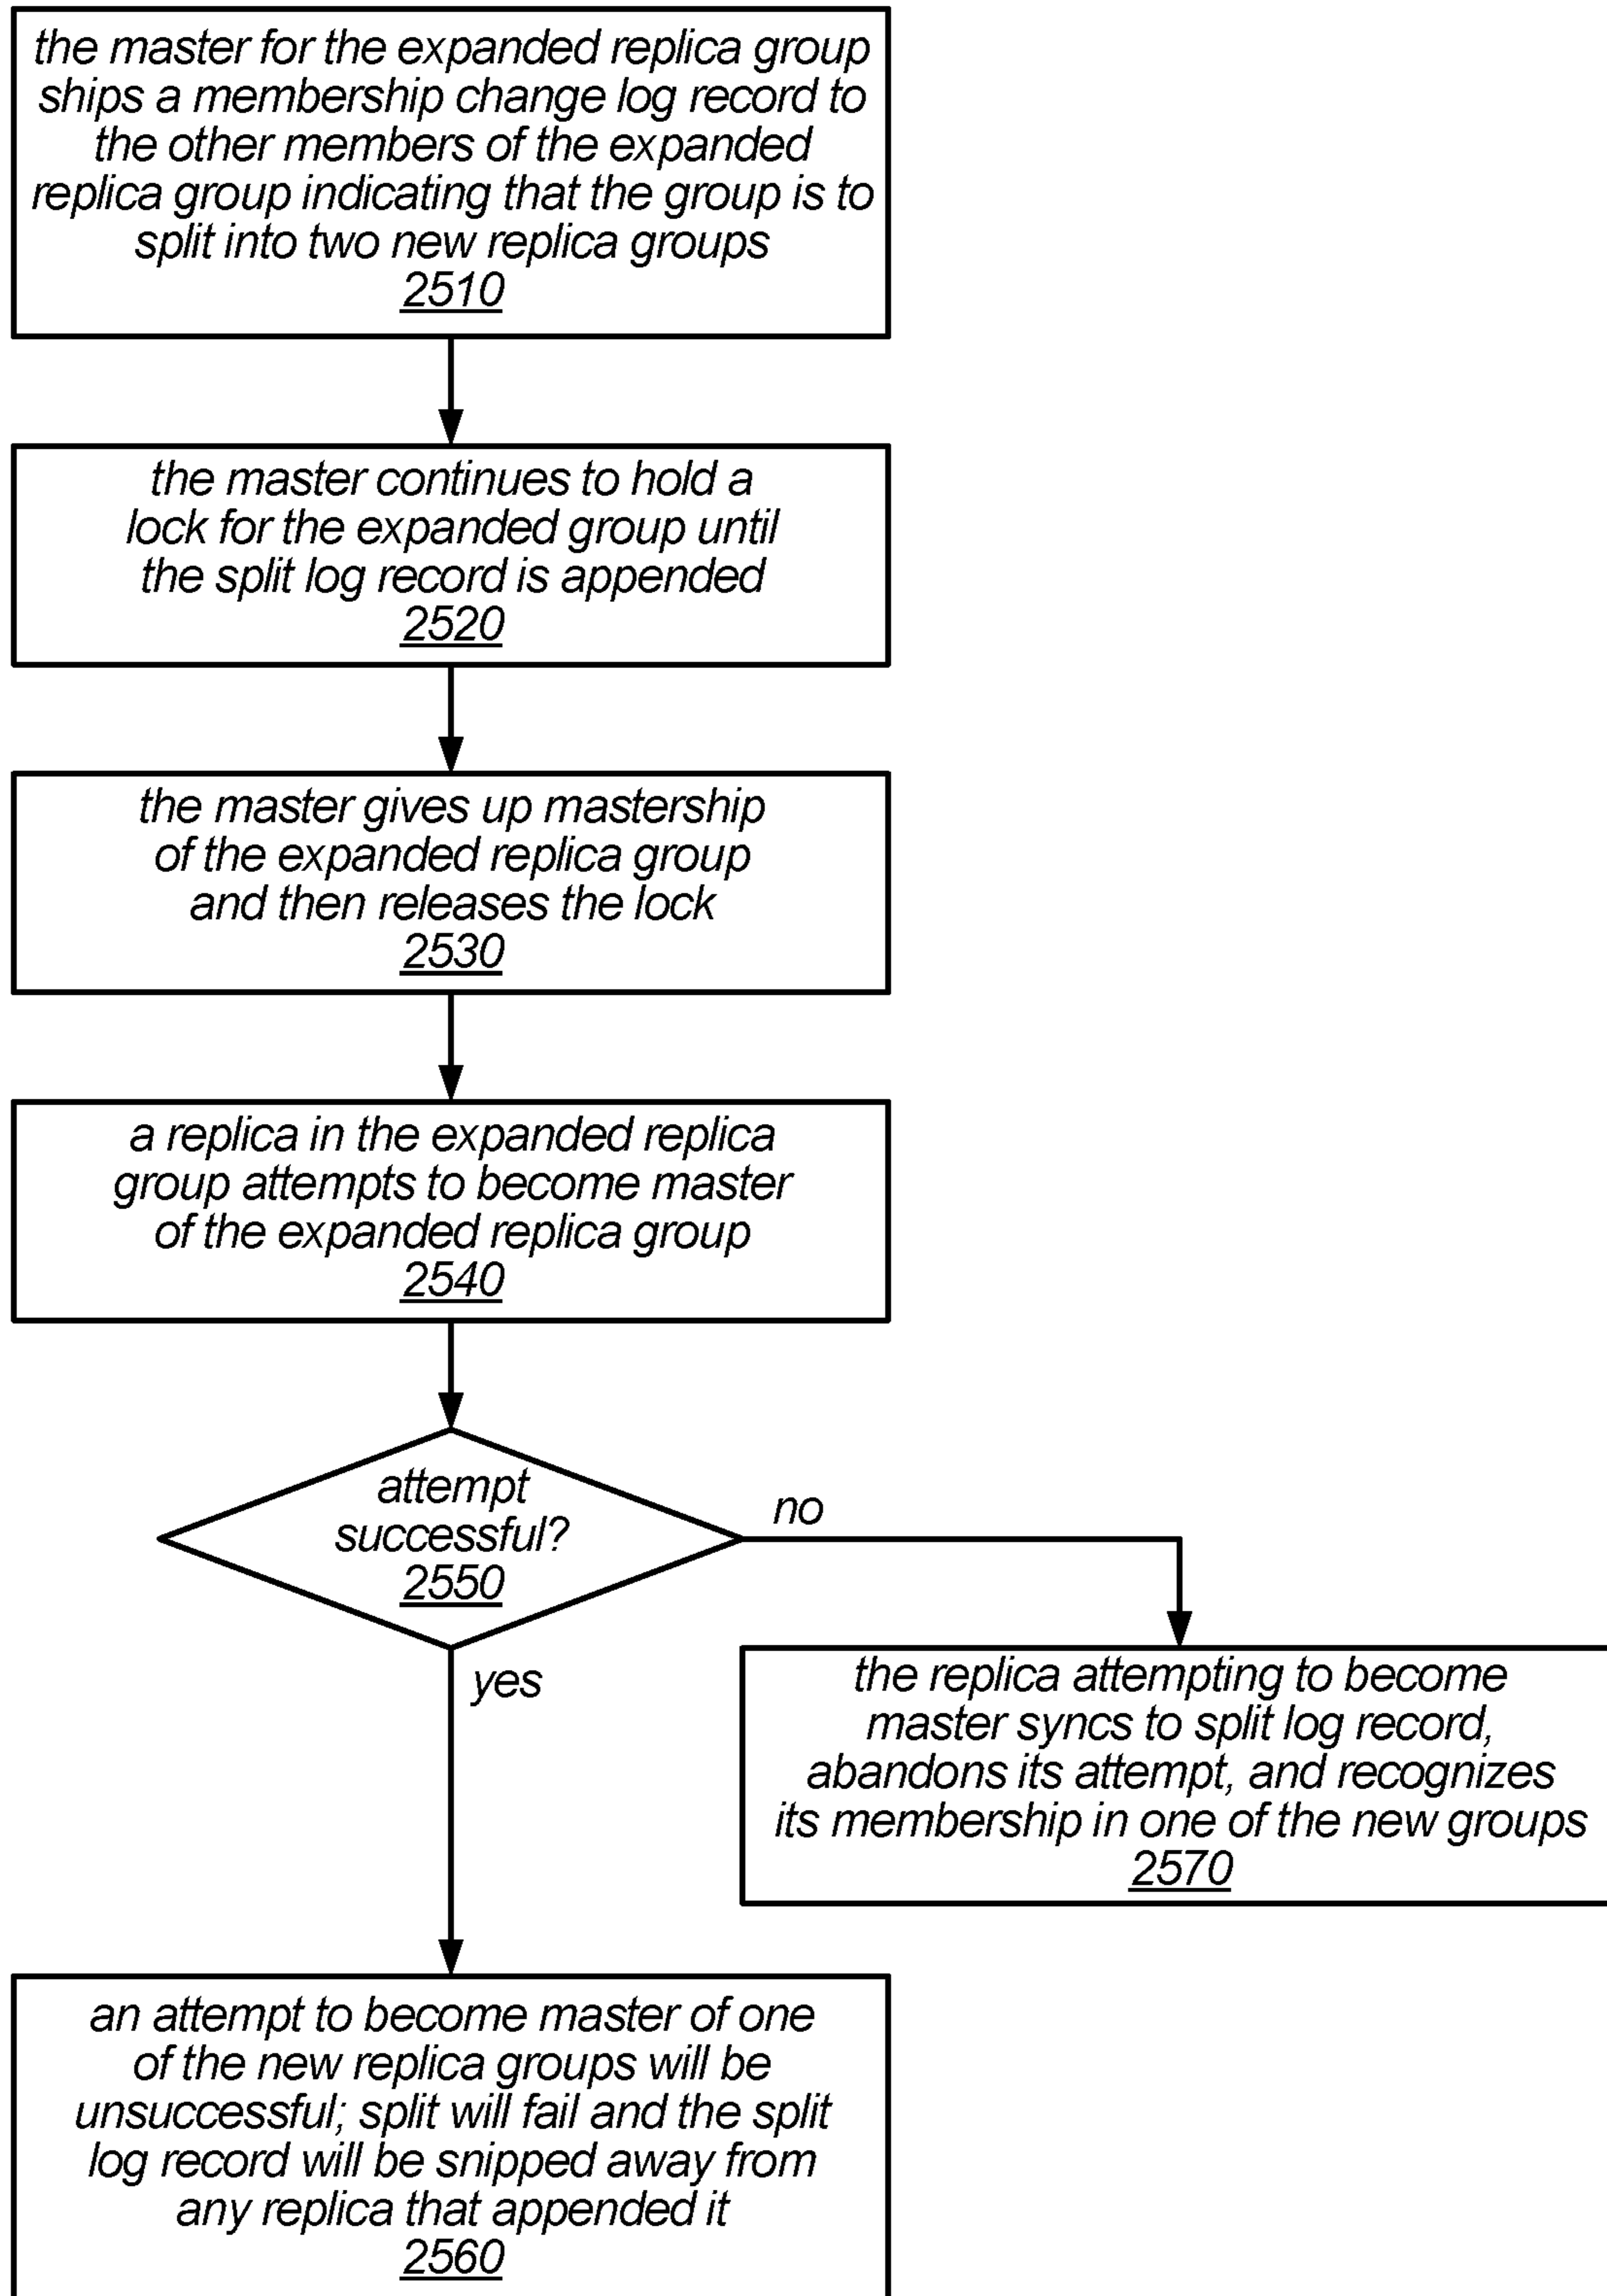 the master for the expanded replica group
ships a membership change log record to
the other members of the expanded
replica group indicating that the group is to
split into two new replica groups
2510
the master continues to hold a
lock for the expanded group until
the split log record is appended
2520
the master gives up mastership
of the expanded replica group
and then releases the lock
2530
a replica in the expanded replica
group attempts to become master
of the expanded replica group
2540
attempt
successful?
2550
no
yes
the replica attempting to become
master syncs to split log record,
abandons its attempt, and recognizes
its membership in one of the new groups
2570
an attempt to become master of one
of the new replica groups will be
unsuccessful; split will fail and the split
log record will be snipped away from
any replica that appended it
2560